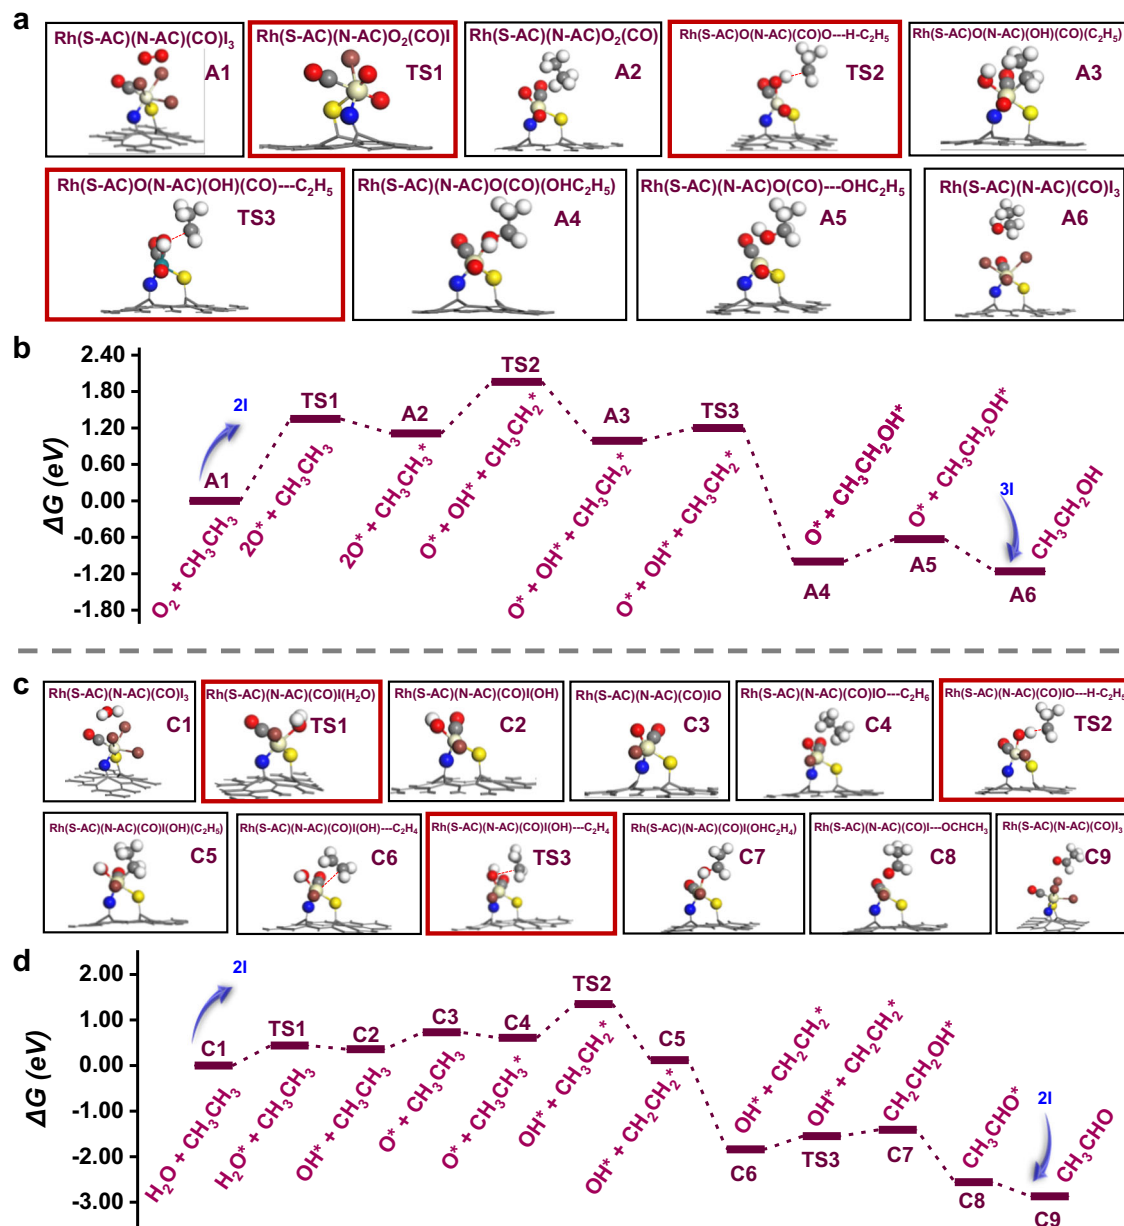 a
Rh(S-AC)(N-AC)(CO)I₃
A1
Rh(S-AC)(N-AC)O₂(CO)I
TS1
Rh(S-AC)(N-AC)O₂(CO)
A2
Rh(S-AC)O(N-AC)(CO)O---H-C₂H₅
TS2
Rh(S-AC)O(N-AC)(OH)(CO)(C₂H₅)
A3
Rh(S-AC)O(N-AC)(OH)(CO)---C₂H₅
TS3
Rh(S-AC)(N-AC)O(CO)(OHC₂H₅)
A4
Rh(S-AC)(N-AC)O(CO)---OHC₂H₅
A5
Rh(S-AC)(N-AC)(CO)I₃
A6
b
ΔG (eV)
2.40
1.80
1.20
0.60
0.00
-0.60
-1.20
-1.80
2I
A1
O₂ + CH₃CH₃
TS1
2O* + CH₃CH₃
A2
2O* + CH₃CH₃*
TS2
O* + OH* + CH₃CH₂*
A3
O* + OH* + CH₃CH₂*
TS3
O* + OH* + CH₃CH₂*
O* + CH₃CH₂OH*
A4
O* + CH₃CH₂OH*
A5
3I
CH₃CH₂OH
A6
c
Rh(S-AC)(N-AC)(CO)I₃
C1
Rh(S-AC)(N-AC)(CO)I(H₂O)
TS1
Rh(S-AC)(N-AC)(CO)I(OH)
C2
Rh(S-AC)(N-AC)(CO)IO
C3
Rh(S-AC)(N-AC)(CO)IO---C₂H₆
C4
Rh(S-AC)(N-AC)(CO)IO---H-C₂H₅
TS2
Rh(S-AC)(N-AC)(CO)I(OH)(C₂H₅)
C5
Rh(S-AC)(N-AC)(CO)I(OH)---C₂H₄
C6
Rh(S-AC)(N-AC)(CO)I(OH)---C₂H₄
TS3
Rh(S-AC)(N-AC)(CO)I(OHC₂H₄)
C7
Rh(S-AC)(N-AC)(CO)I---OCHCH₃
C8
Rh(S-AC)(N-AC)(CO)I₃
C9
d
ΔG (eV)
2.00
1.00
0.00
-1.00
-2.00
-3.00
2I
C1
H₂O + CH₃CH₃
TS1
H₂O* + CH₃CH₃
C2
OH* + CH₃CH₃
C3
O* + CH₃CH₃
C4
O* + CH₃CH₃*
TS2
OH* + CH₃CH₂*
C5
OH* + CH₂CH₂*
OH* + CH₂CH₂*
C6
OH* + CH₂CH₂*
TS3
CH₂CH₂OH*
C7
CH₃CHO*
C8
2I
CH₃CHO
C9